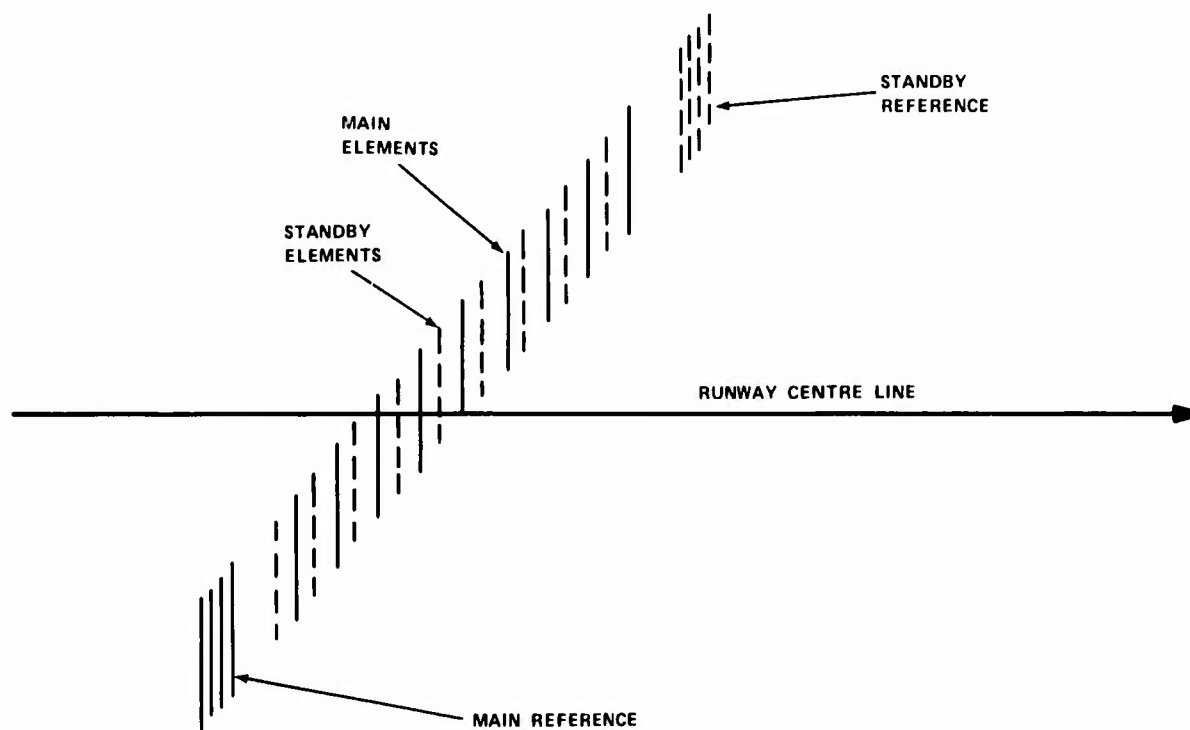 STANDBY
REFERENCE
MAIN
ELEMENTS
STANDBY
ELEMENTS
RUNWAY CENTRE LINE
MAIN REFERENCE